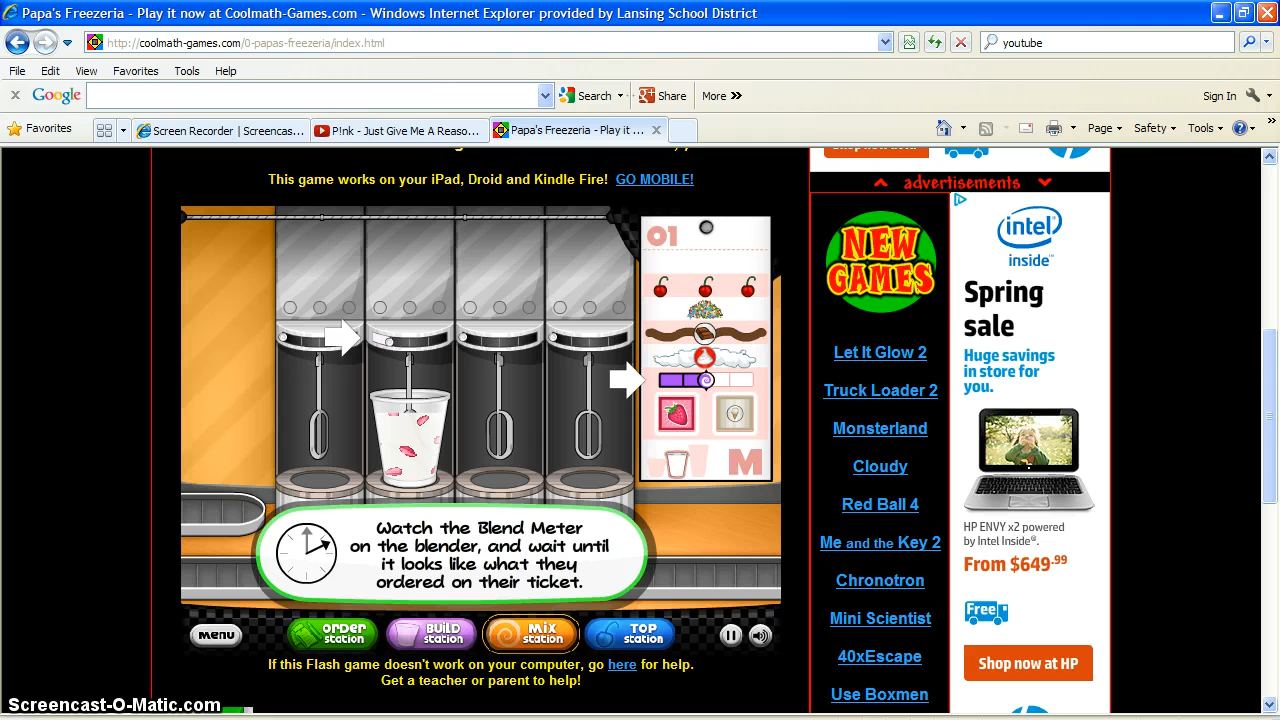 Papa's Freezeria - Play it now at Coolmath-Games.com - Windows Internet Explorer provided by Lansing School District
http://coolmath-games.com/0-papas-freezeria/index.html
youtube
File Edit View Favorites Tools Help
x Google Search Share More » Sign In
Favorites Screen Recorder | Screencas... P!nk - Just Give Me A Reaso... Papa's Freezeria - Play it ... x Page Safety Tools »
This game works on your iPad, Droid and Kindle Fire! GO MOBILE!
advertisements
01
M
Watch the Blend Meter
on the blender, and wait until
it looks like what they
ordered on their ticket.
menu
ORDER
station
BUILD
station
MIX
station
TOP
station
If this Flash game doesn't work on your computer, go here for help.
Get a teacher or parent to help!
NEW
GAMES
Let It Glow 2
Truck Loader 2
Monsterland
Cloudy
Red Ball 4
Me and the Key 2
Chronotron
Mini Scientist
40xEscape
Use Boxmen
intel
inside™
Spring
sale
Huge savings
in store for
you.
HP ENVY x2 powered
by Intel Inside®.
From $649.99
Free
Shop now at HP
Screencast-O-Matic.com